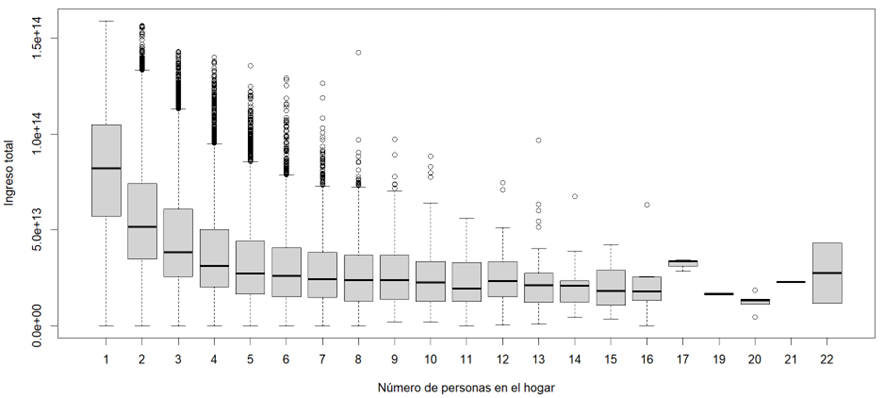 Ingreso total
1.5e+14
1.0e+14
5.0e+13
0.0e+00
1 2 3 4 5 6 7 8 9 10 11 12 13 14 15 16 17 19 20 21 22
Número de personas en el hogar